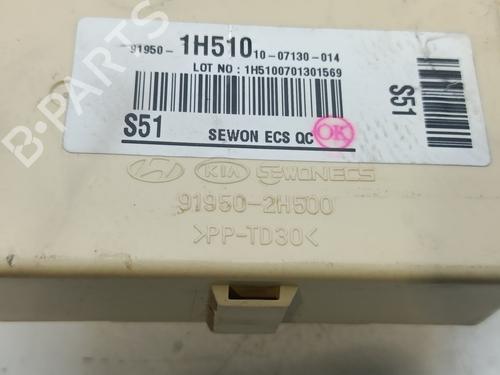 91950- 1H510 10-07130-014
LOT NO : 1H5100701301569
S51
S51 SEWON ECS QC OK
KIA SEWONECS
91950-2H500
>PP-TD30<
B-PARTS